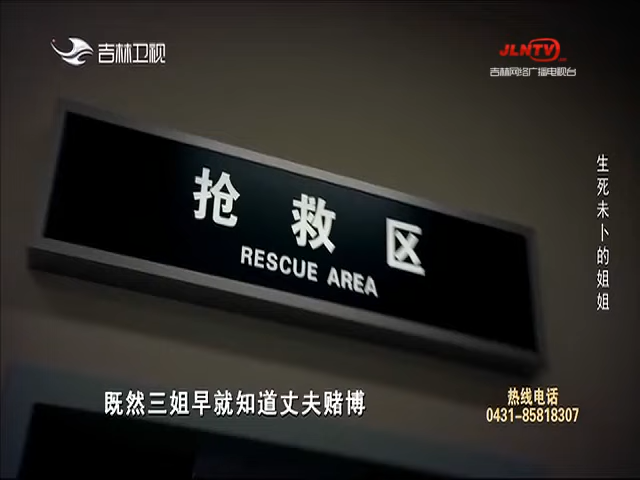 吉林卫视
JLNTV
吉林网络广播电视台
生死未卜的姐姐
抢救区
RESCUE AREA
既然三姐早就知道丈夫赌博
热线电话
0431-85818307